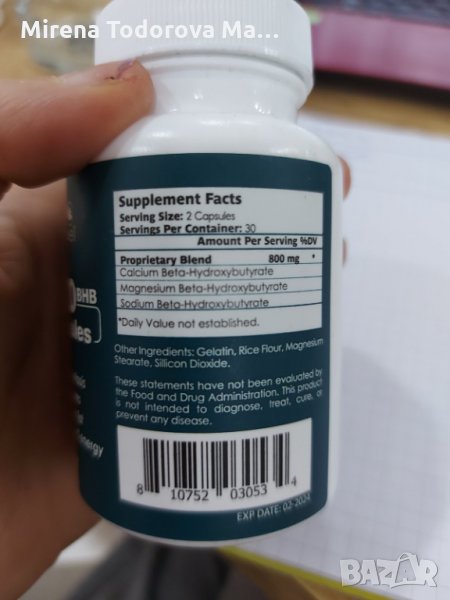 Mirena Todorova Ma...
Supplement Facts
Serving Size: 2 Capsules
Servings Per Container: 30
Amount Per Serving %DV
Proprietary Blend 800 mg *
Calcium Beta-Hydroxybutyrate
Magnesium Beta-Hydroxybutyrate
Sodium Beta-Hydroxybutyrate
*Daily Value not established.
BHB
Other Ingredients: Gelatin, Rice Flour, Magnesium
Stearate, Sillicon Dioxide.
These statements have not been evaluated by
the Food and Drug Administration. This product
is not intended to diagnose, treat, cure, or
prevent any disease.
8 10752 03053 4
EXP DATE: 02-2024
BAZAR